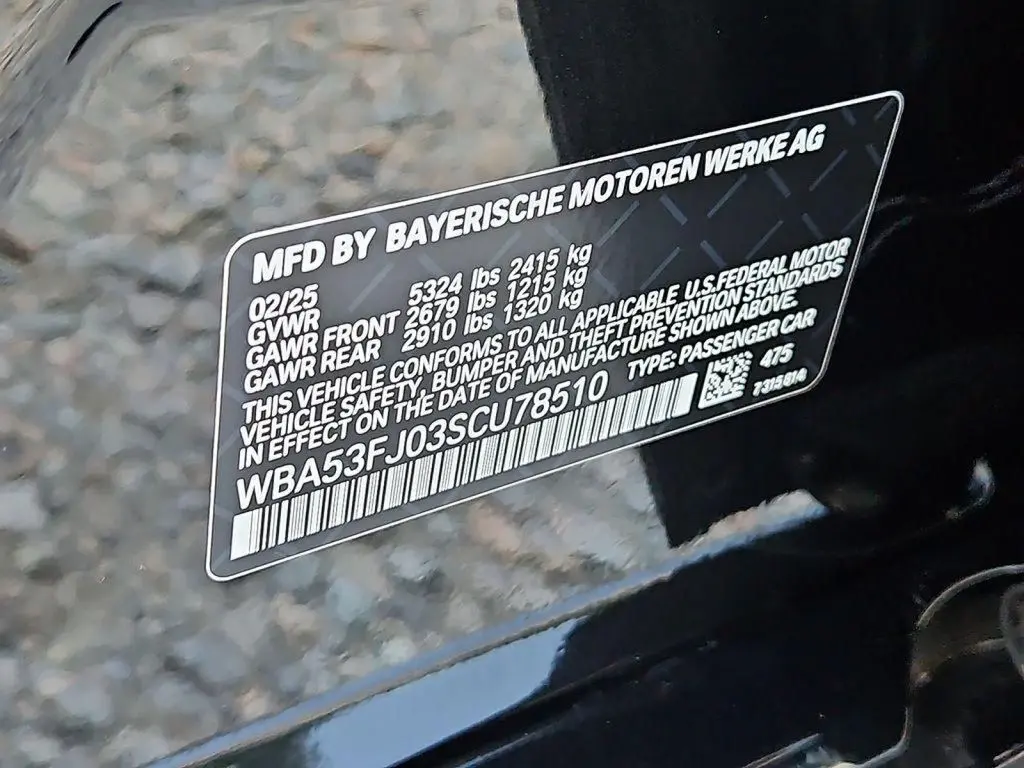 MFD BY BAYERISCHE MOTOREN WERKE AG
02/25
GVWR 5324 lbs 2415 kg
GAWR FRONT 2679 lbs 1215 kg
GAWR REAR 2910 lbs 1320 kg
THIS VEHICLE CONFORMS TO ALL APPLICABLE U.S.FEDERAL MOTOR
VEHICLE SAFETY, BUMPER AND THEFT PREVENTION STANDARDS
IN EFFECT ON THE DATE OF MANUFACTURE SHOWN ABOVE.
WBA53FJ03SCU78510 TYPE: PASSENGER CAR
475
7315814